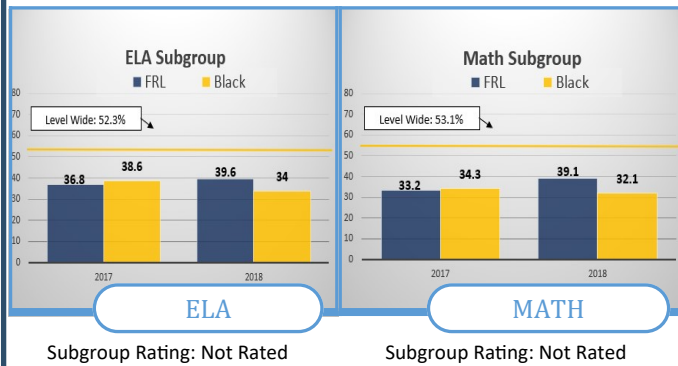 ELA Subgroup
FRL Black
80
70
Level Wide: 52.3%
60
50
40
30
20
10
0
36.8 38.6 39.6 34
2017 2018
ELA
Subgroup Rating: Not Rated
Math Subgroup
FRL Black
80
70
Level Wide: 53.1%
60
50
40
30
20
10
0
33.2 34.3 39.1 32.1
2017 2018
MATH
Subgroup Rating: Not Rated